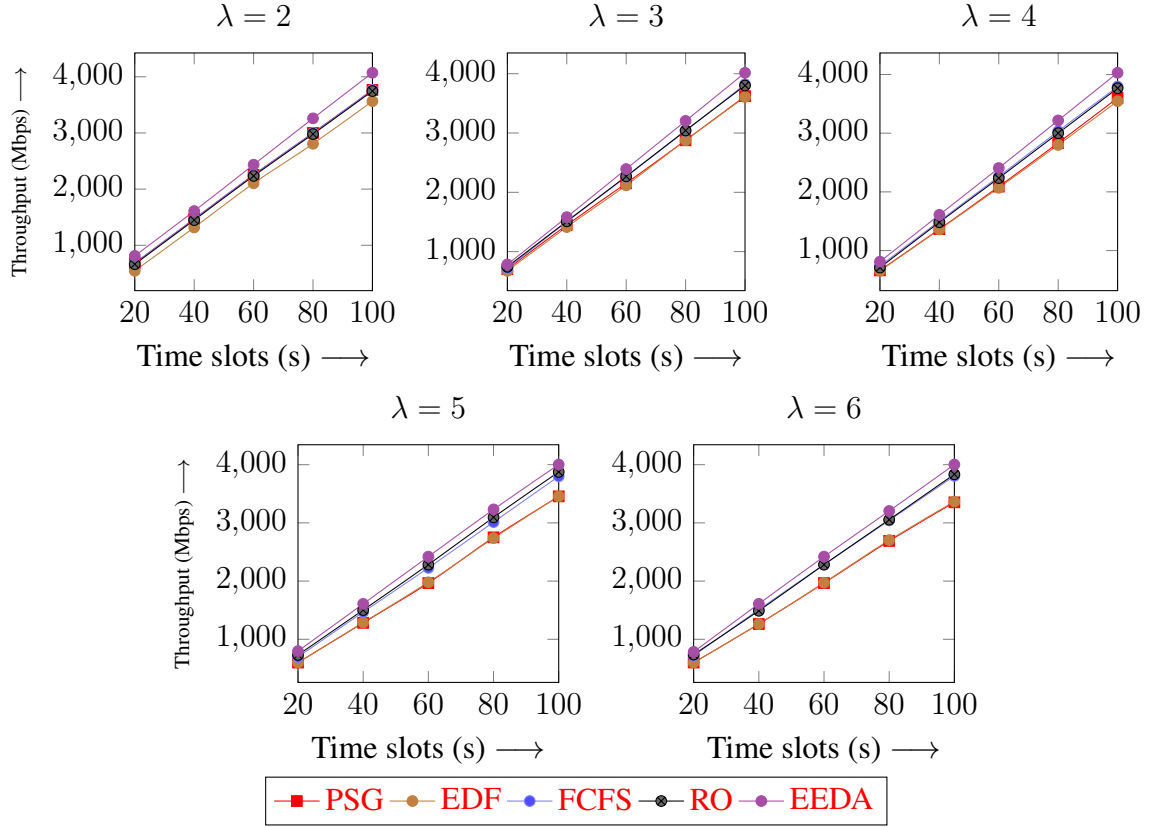 λ = 2
λ = 3
λ = 4
Throughput (Mbps) ⟶
4,000
3,000
2,000
1,000
20 40 60 80 100
Time slots (s) ⟶
4,000
3,000
2,000
1,000
20 40 60 80 100
Time slots (s) ⟶
4,000
3,000
2,000
1,000
20 40 60 80 100
Time slots (s) ⟶
λ = 5
λ = 6
Throughput (Mbps) ⟶
4,000
3,000
2,000
1,000
20 40 60 80 100
Time slots (s) ⟶
4,000
3,000
2,000
1,000
20 40 60 80 100
Time slots (s) ⟶
PSG EDF FCFS RO EEDA